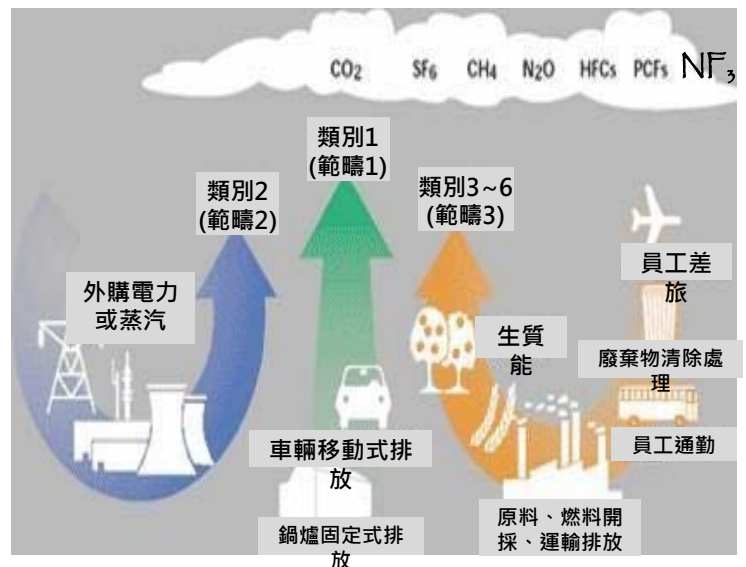 CO2 SF6 CH4 N2O HFCs PCFs NF3
類別1
(範疇1)
類別2
(範疇2)
類別3~6
(範疇3)
外購電力
或蒸汽
員工差
旅
生質
能
廢棄物清除處
理
車輛移動式排
放
員工通勤
鍋爐固定式排
放
原料、燃料開
採、運輸排放